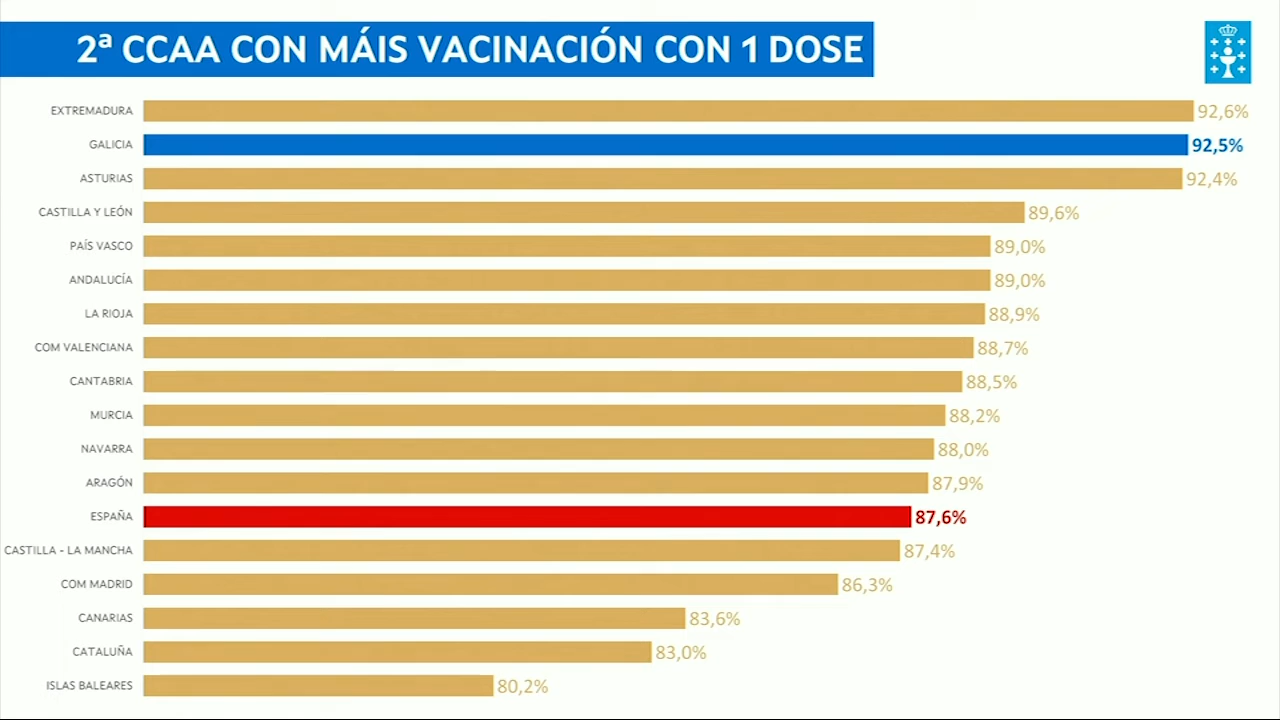 2ª CCAA CON MÁIS VACINACIÓN CON 1 DOSE
EXTREMADURA 92,6%
GALICIA 92,5%
ASTURIAS 92,4%
CASTILLA Y LEÓN 89,6%
PAÍS VASCO 89,0%
ANDALUCÍA 89,0%
LA RIOJA 88,9%
COM VALENCIANA 88,7%
CANTABRIA 88,5%
MURCIA 88,2%
NAVARRA 88,0%
ARAGÓN 87,9%
ESPAÑA 87,6%
CASTILLA - LA MANCHA 87,4%
COM MADRID 86,3%
CANARIAS 83,6%
CATALUÑA 83,0%
ISLAS BALEARES 80,2%